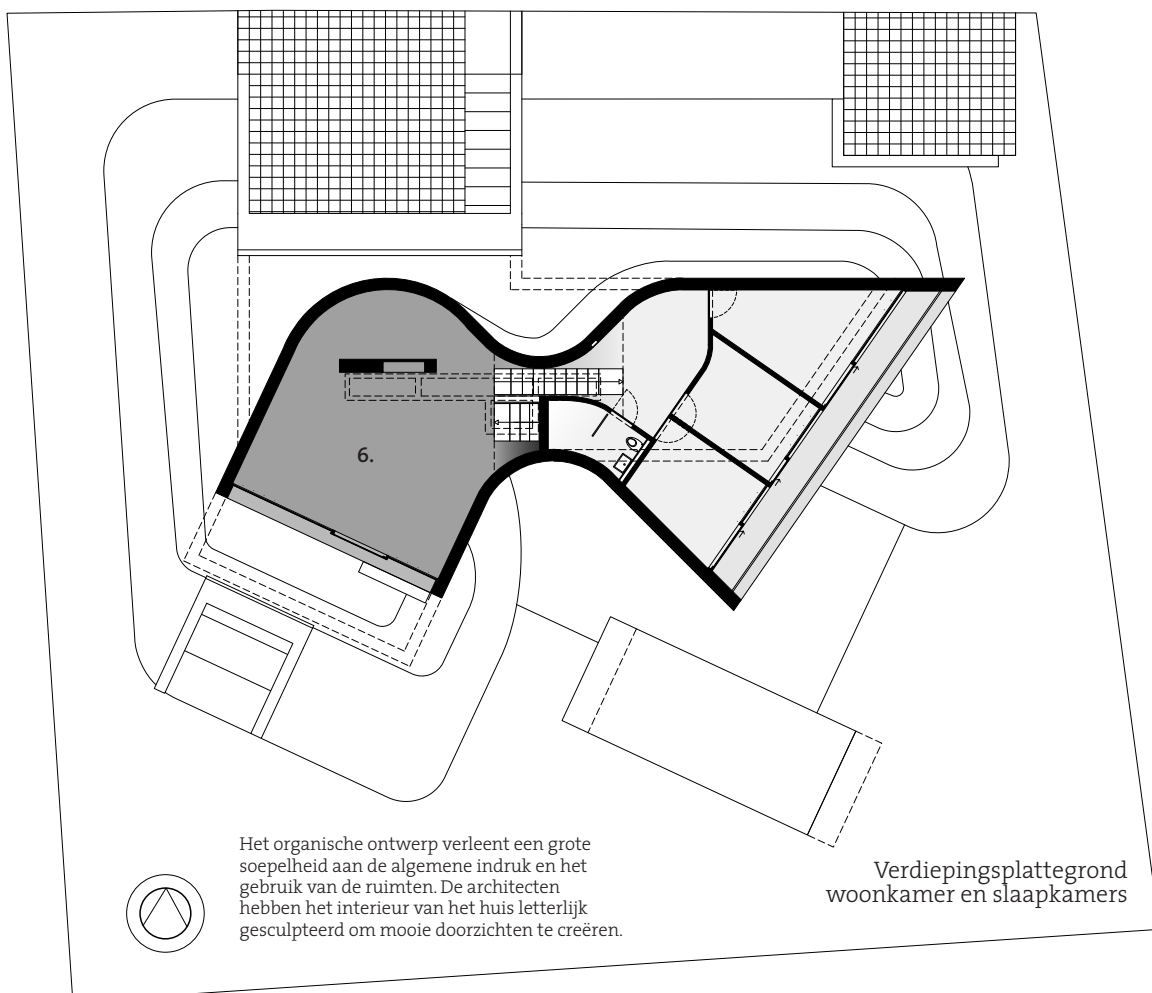 6.
Het organische ontwerp verleent een grote
soepelheid aan de algemene indruk en het
gebruik van de ruimten. De architecten
hebben het interieur van het huis letterlijk
gesculpteerd om mooie doorzichten te creëren.
Verdiepingsplattegrond
woonkamer en slaapkamers